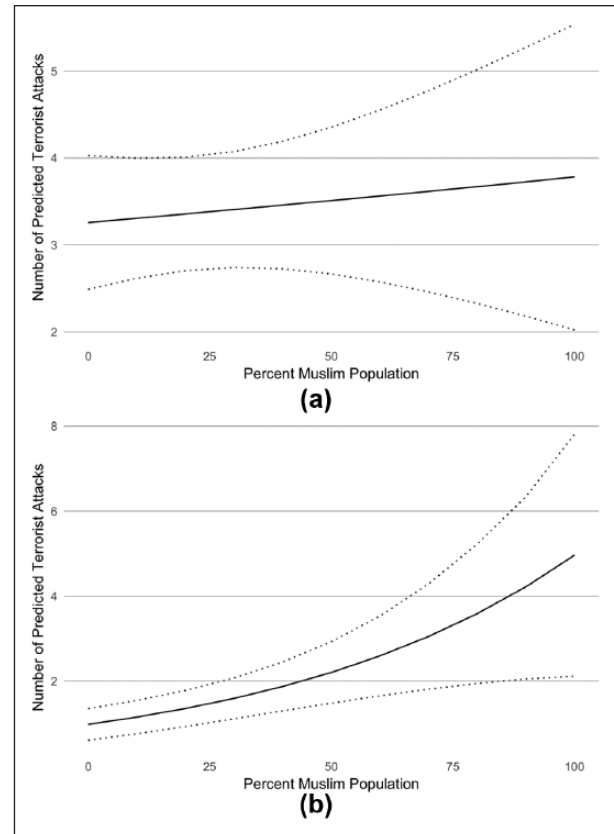 Number of Predicted Terrorist Attacks
5
4
3
2
0 25 50 75 100
Percent Muslim Population
(a)
Number of Predicted Terrorist Attacks
8
6
4
2
0 25 50 75 100
Percent Muslim Population
(b)